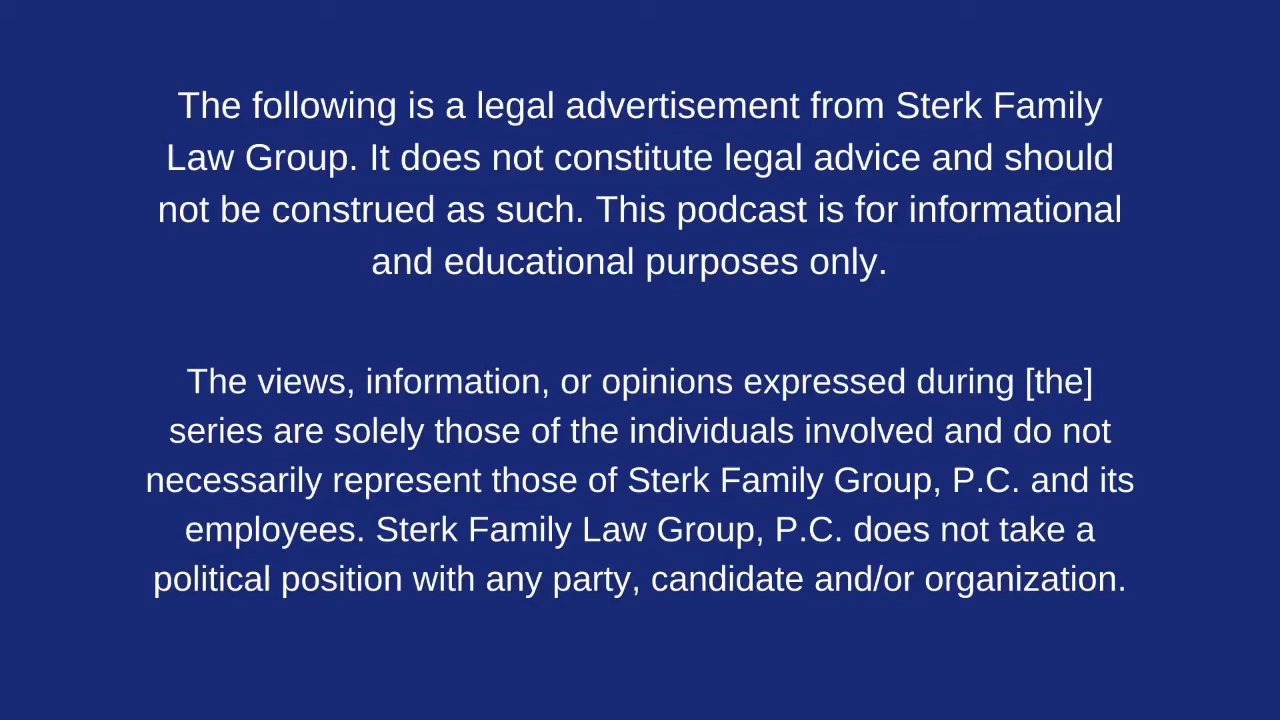 The following is a legal advertisement from Sterk Family
Law Group. It does not constitute legal advice and should
not be construed as such. This podcast is for informational
and educational purposes only.
The views, information, or opinions expressed during [the]
series are solely those of the individuals involved and do not
necessarily represent those of Sterk Family Group, P.C. and its
employees. Sterk Family Law Group, P.C. does not take a
political position with any party, candidate and/or organization.